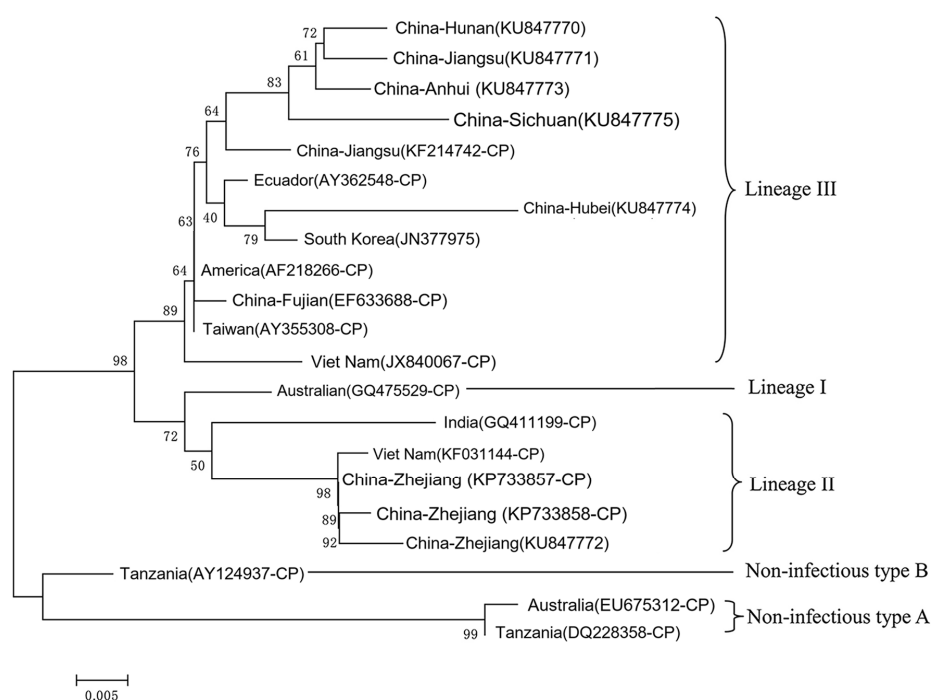 72
China-Hunan(KU847770)
61
China-Jiangsu(KU847771)
83
China-Anhui (KU847773)
64
China-Sichuan(KU847775)
76
China-Jiangsu(KF214742-CP)
Ecuador(AY362548-CP)
Lineage III
40
China-Hubei(KU847774)
63
79
South Korea(JN377975)
64
America(AF218266-CP)
China-Fujian(EF633688-CP)
89
Taiwan(AY355308-CP)
98
Viet Nam(JX840067-CP)
Australian(GQ475529-CP)
Lineage I
72
India(GQ411199-CP)
50
Viet Nam(KF031144-CP)
98
China-Zhejiang (KP733857-CP)
Lineage II
89
China-Zhejiang (KP733858-CP)
92
China-Zhejiang(KU847772)
Tanzania(AY124937-CP)
Non-infectious type B
Australia(EU675312-CP)
Non-infectious type A
99
Tanzania(DQ228358-CP)
0.005